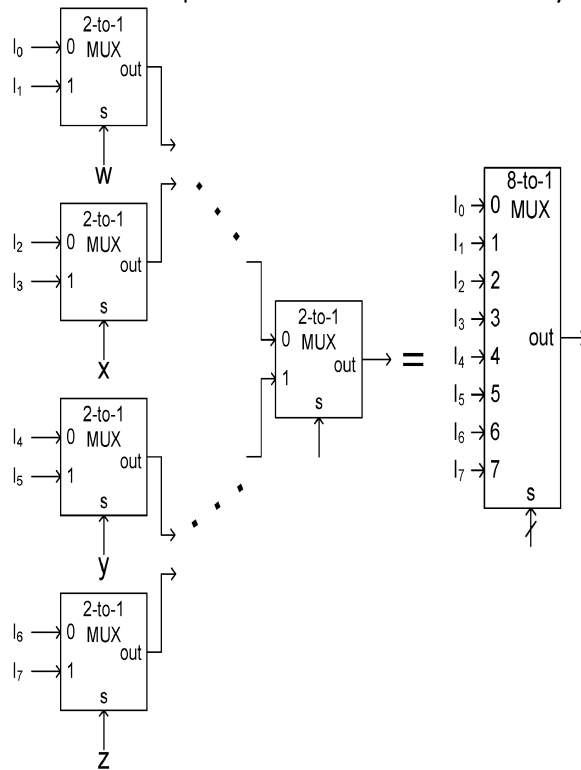 2-to-1
MUX
I₀ 0
I₁ 1
out
s
w
2-to-1
MUX
I₂ 0
I₃ 1
out
s
x
2-to-1
MUX
I₄ 0
I₅ 1
out
s
y
2-to-1
MUX
I₆ 0
I₇ 1
out
s
z
2-to-1
MUX
0
1
out
s
=
8-to-1
MUX
I₀ 0
I₁ 1
I₂ 2
I₃ 3
I₄ 4
I₅ 5
I₆ 6
I₇ 7
out
s